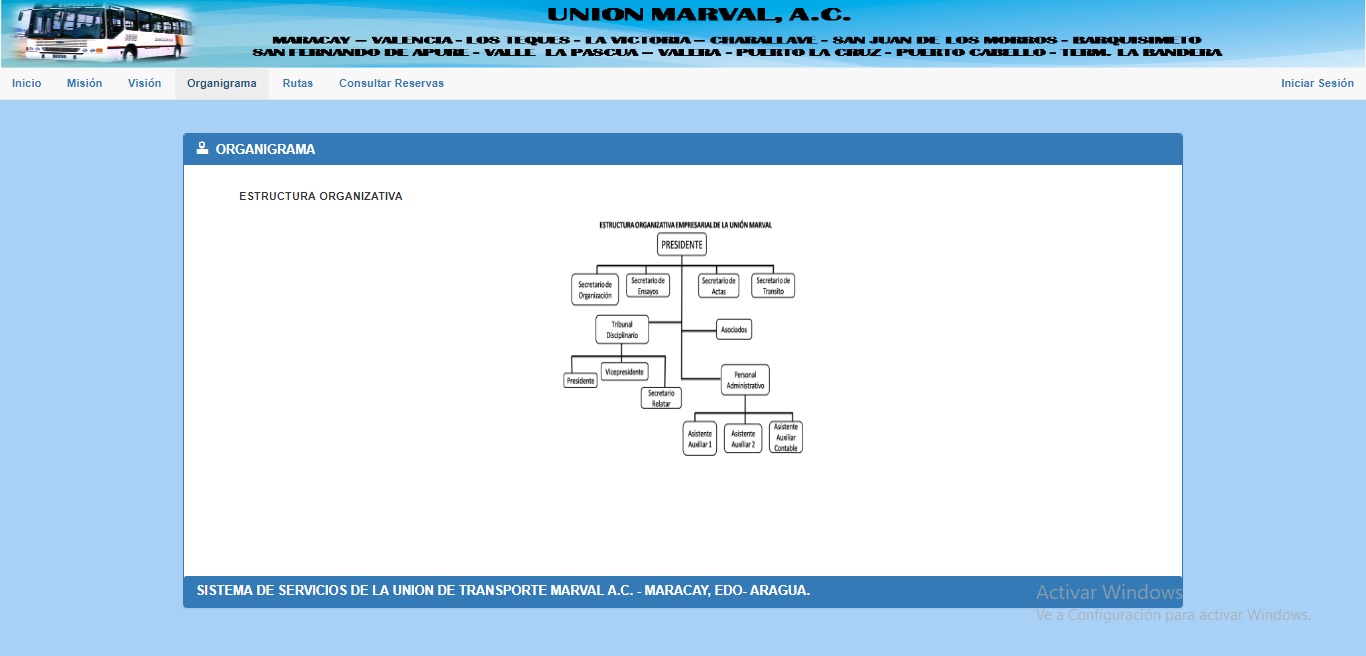 UNION MARVAL, A.C.
MARACAY – VALENCIA - LOS TEQUES - LA VICTORIA – CHARALLAVE - SAN JUAN DE LOS MORROS - BARQUISIMETO
SAN FERNANDO DE APURE - VALLE LA PASCUA – VALERA - PUERTO LA CRUZ - PUERTO CABELLO - TERM. LA BANDERA
Inicio
Misión
Visión
Organigrama
Rutas
Consultar Reservas
Iniciar Sesión
ORGANIGRAMA
ESTRUCTURA ORGANIZATIVA
ESTRUCTURA ORGANIZATIVA EMPRESARIAL DE LA UNIÓN MARVAL
PRESIDENTE
Secretario de
Organización
Secretario de
Ensayos
Secretario de
Actas
Secretario de
Transito
Tribunal
Disciplinario
Asociados
Presidente
Vicepresidente
Secretario
Relatar
Personal
Administrativo
Asistente
Auxiliar 1
Asistente
Auxiliar 2
Asistente
Auxiliar
Contable
SISTEMA DE SERVICIOS DE LA UNION DE TRANSPORTE MARVAL A.C. - MARACAY, EDO- ARAGUA.
Activar Windows
Ve a Configuración para activar Windows.